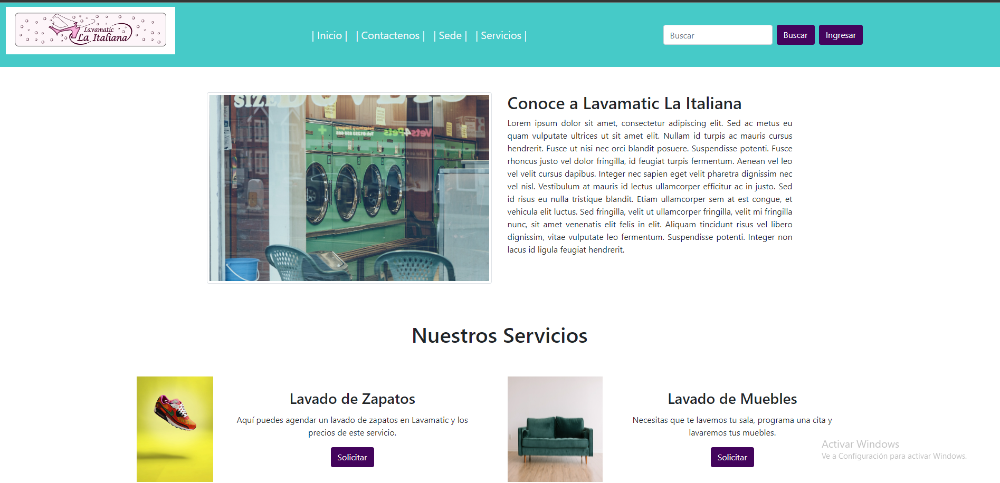 Lavamatic
La Italiana
| Inicio | | Contactenos | | Sede | | Servicios |
Buscar
Buscar
Ingresar
SIZE
Vets4Pets
Conoce a Lavamatic La Italiana
Lorem ipsum dolor sit amet, consectetur adipiscing elit. Sed ac metus eu
quam vulputate ultrices ut sit amet elit. Nullam id turpis ac mauris cursus
hendrerit. Fusce ut nisi nec orci blandit posuere. Suspendisse potenti. Fusce
rhoncus justo vel dolor fringilla, id feugiat turpis fermentum. Aenean vel leo
vel velit cursus dapibus. Integer nec sapien eget velit pharetra dignissim nec
vel nisl. Vestibulum at mauris id lectus ullamcorper efficitur ac in justo. Sed
id risus eu nulla tristique blandit. Etiam ullamcorper sem at est congue, et
vehicula elit luctus. Sed fringilla, velit ut ullamcorper fringilla, velit mi fringilla
nunc, sit amet venenatis elit felis in elit. Aliquam tincidunt risus vel libero
dignissim, vitae vulputate leo fermentum. Suspendisse potenti. Integer non
lacus id ligula feugiat hendrerit.
Nuestros Servicios
Lavado de Zapatos
Aquí puedes agendar un lavado de zapatos en Lavamatic y los
precios de este servicio.
Solicitar
Lavado de Muebles
Necesitas que te lavemos tu sala, programa una cita y
lavaremos tus muebles.
Solicitar
Activar Windows
Ve a Configuración para activar Windows.